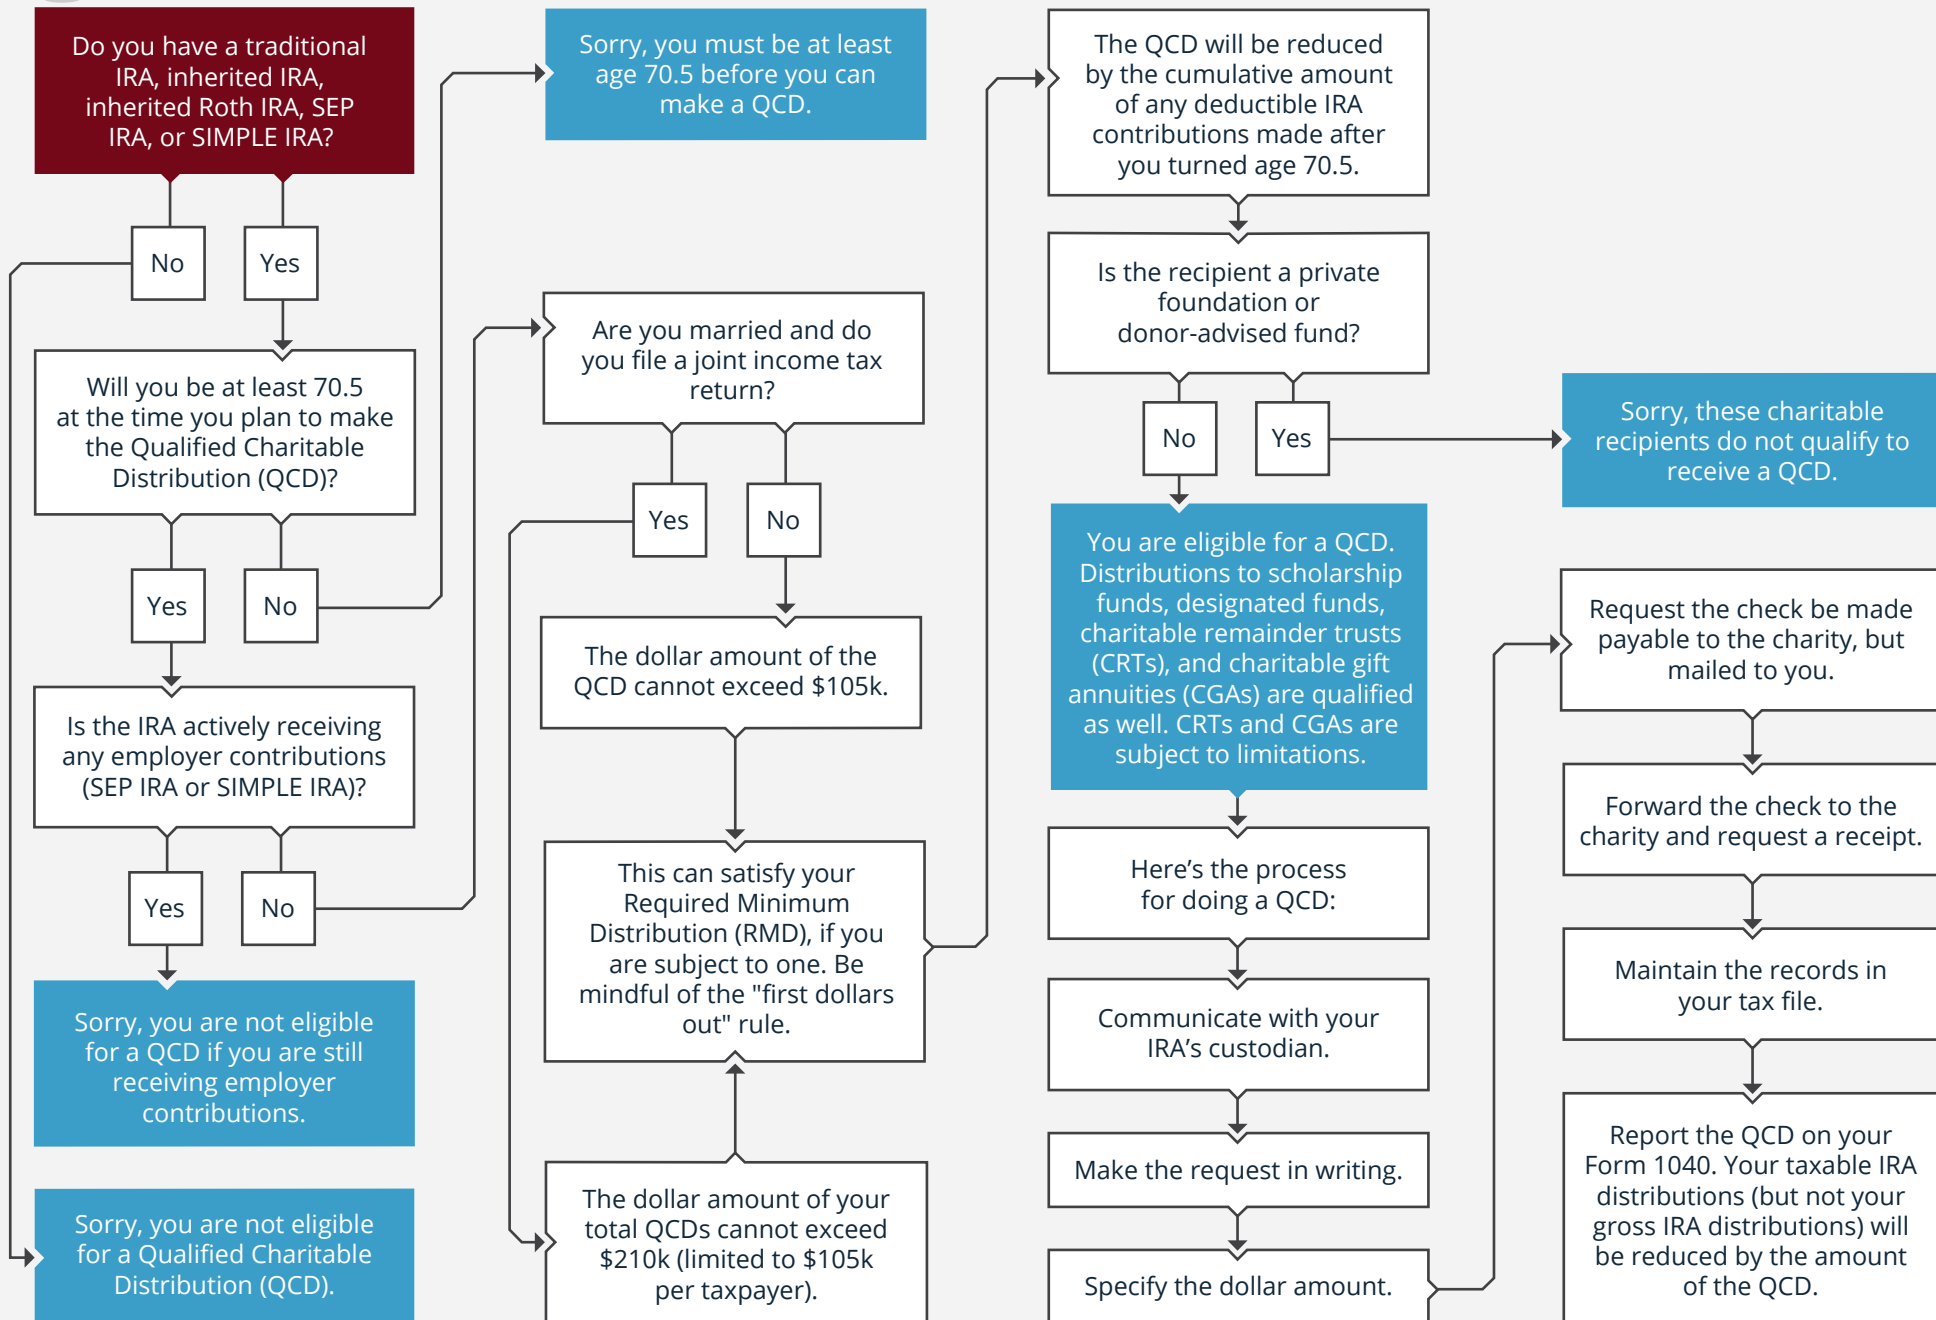 Do you have a traditional
IRA, inherited IRA,
inherited Roth IRA, SEP
IRA, or SIMPLE IRA?
No
Yes
Will you be at least 70.5
at the time you plan to make
the Qualified Charitable
Distribution (QCD)?
Yes
No
Is the IRA actively receiving
any employer contributions
(SEP IRA or SIMPLE IRA)?
Yes
No
Sorry, you are not eligible
for a QCD if you are still
receiving employer
contributions.
Sorry, you are not eligible
for a Qualified Charitable
Distribution (QCD).
Sorry, you must be at least
age 70.5 before you can
make a QCD.
Are you married and do
you file a joint income tax
return?
Yes
No
The dollar amount of the
QCD cannot exceed $105k.
This can satisfy your
Required Minimum
Distribution (RMD), if you
are subject to one. Be
mindful of the "first dollars
out" rule.
The dollar amount of your
total QCDs cannot exceed
$210k (limited to $105k
per taxpayer).
The QCD will be reduced
by the cumulative amount
of any deductible IRA
contributions made after
you turned age 70.5.
Is the recipient a private
foundation or
donor-advised fund?
No
Yes
Sorry, these charitable
recipients do not qualify to
receive a QCD.
You are eligible for a QCD.
Distributions to scholarship
funds, designated funds,
charitable remainder trusts
(CRTs), and charitable gift
annuities (CGAs) are qualified
as well. CRTs and CGAs are
subject to limitations.
Here’s the process
for doing a QCD:
Communicate with your
IRA’s custodian.
Make the request in writing.
Specify the dollar amount.
Request the check be made
payable to the charity, but
mailed to you.
Forward the check to the
charity and request a receipt.
Maintain the records in
your tax file.
Report the QCD on your
Form 1040. Your taxable IRA
distributions (but not your
gross IRA distributions) will
be reduced by the amount
of the QCD.